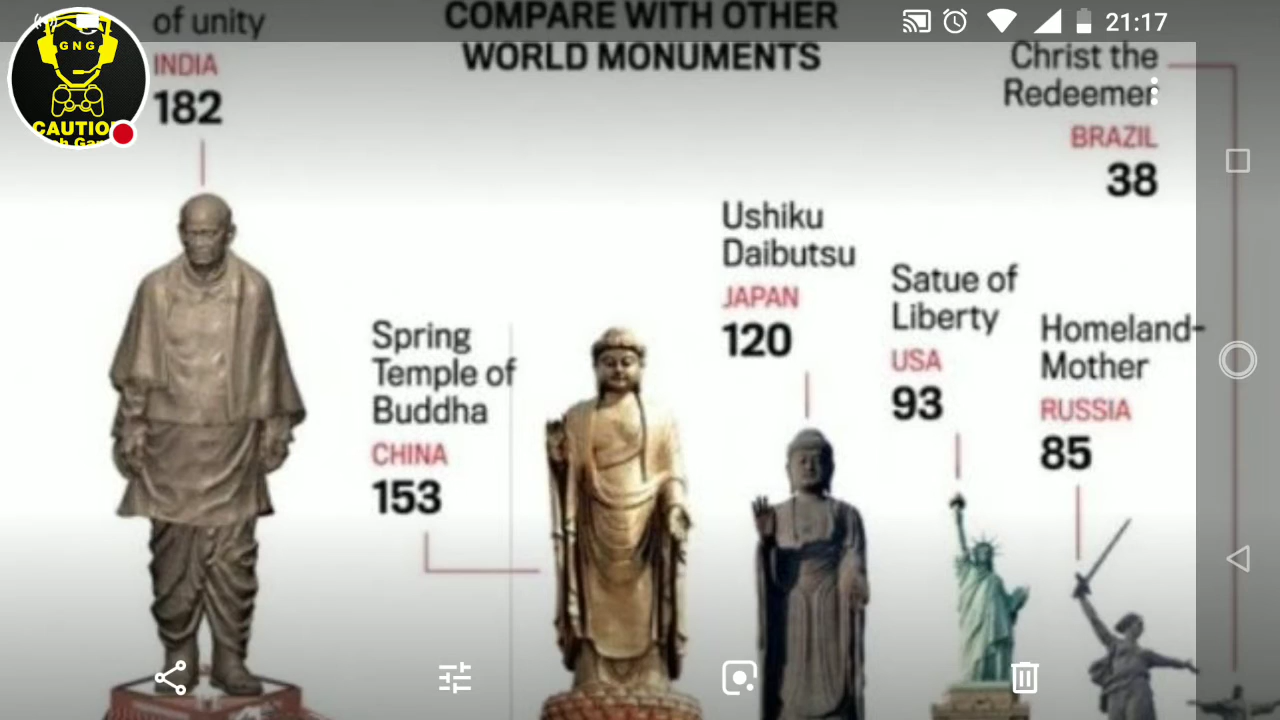 21:17
GNG
CAUTIO
of unity
INDIA
182
COMPARE WITH OTHER
WORLD MONUMENTS
Christ the
Redeemer
BRAZIL
38
Ushiku
Daibutsu
JAPAN
120
Satue of
Liberty
USA
93
Homeland-
Mother
RUSSIA
85
Spring
Temple of
Buddha
CHINA
153